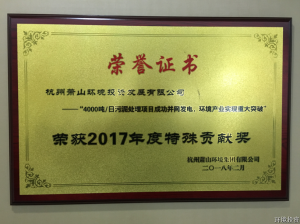 荣誉证书
杭州萧山环境投资发展有限公司
——"4000吨/日污泥处理项目成功并网发电、环境产业实现重大突破"
荣获2017年度特殊贡献奖
杭州萧山环境集团有限公司
二〇一八年二月